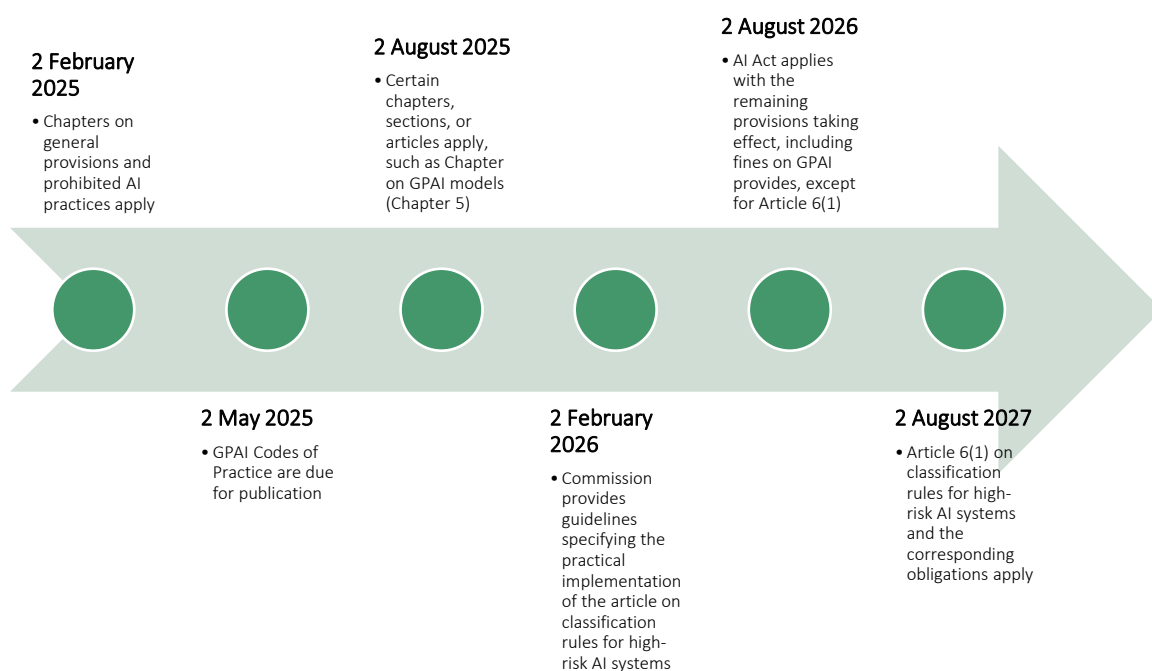 2 February
2025
• Chapters on
general
provisions and
prohibited AI
practices apply
2 May 2025
• GPAI Codes of
Practice are due
for publication
2 August 2025
• Certain
chapters,
sections, or
articles apply,
such as Chapter
on GPAI models
(Chapter 5)
2 February
2026
• Commission
provides
guidelines
specifying the
practical
implementation
of the article on
classification
rules for high-
risk AI systems
2 August 2026
• AI Act applies
with the
remaining
provisions taking
effect, including
fines on GPAI
provides, except
for Article 6(1)
2 August 2027
• Article 6(1) on
classification
rules for high-
risk AI systems
and the
corresponding
obligations apply